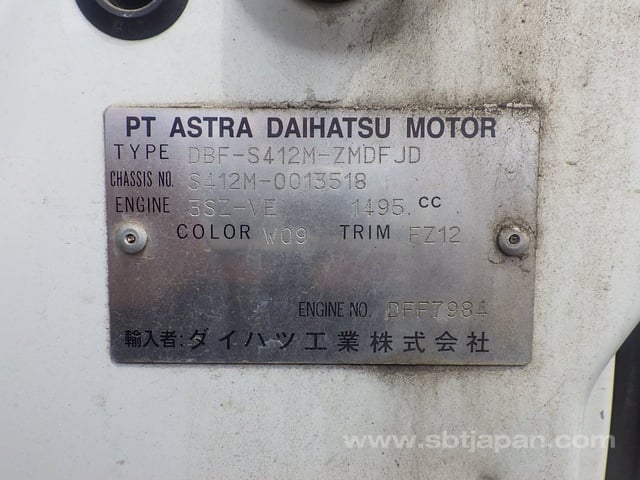 PT ASTRA DAIHATSU MOTOR
TYPE DBF-S412M-ZMDFJD
CHASSIS NO. S412M-0013518
ENGINE 3SZ-VE 1495. CC
COLOR W09 TRIM FZ12
ENGINE NO. DFF7984
輸入者: ダイハツ工業株式会社
www.sbtjapan.com